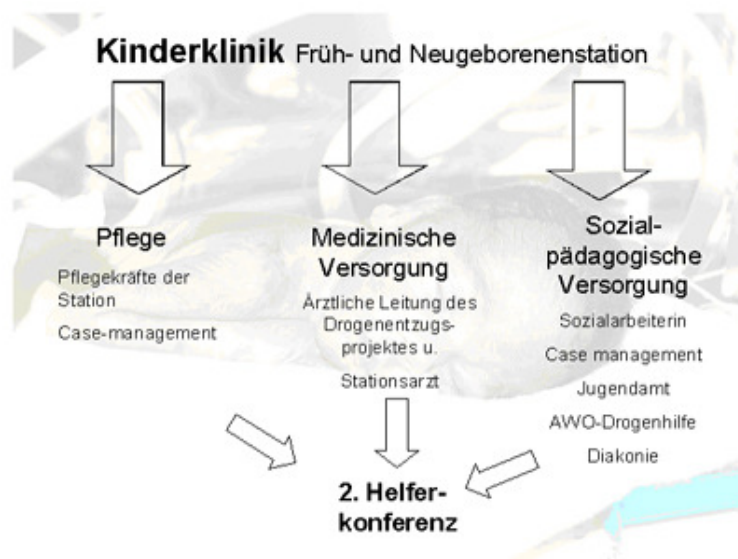 Kinderklinik Früh- und Neugeborenenstation
Pflege
Pflegekräfte der
Station
Case-management
Medizinische
Versorgung
Ärztliche Leitung des
Drogenentzugs-
projektes u.
Stationsarzt
Sozial-
pädagogische
Versorgung
Sozialarbeiterin
Case management
Jugendamt
AWO-Drogenhilfe
Diakonie
2. Helfer-
konferenz